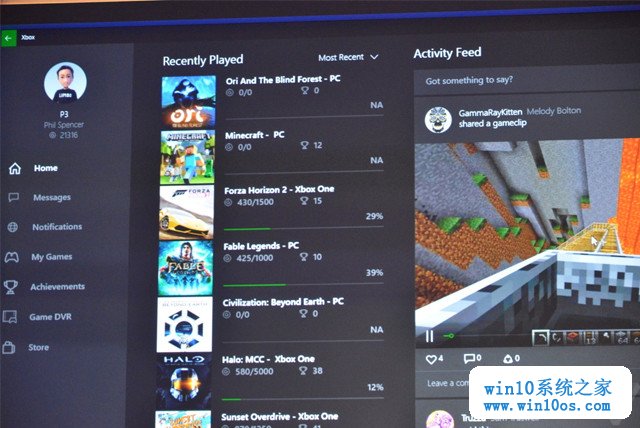 Xbox
P3
Phil Spencer
21316
Home
Messages
Notifications
My Games
Achievements
Game DVR
Store
Recently Played
Most Recent
Ori And The Blind Forest - PC
0/0
0
NA
Minecraft - PC
0/0
12
Forza Horizon 2 - Xbox One
430/1500
15
29%
Fable Legends - PC
425/1000
10
39%
Civilization: Beyond Earth - PC
0/0
0
NA
Halo: MCC - Xbox One
580/5000
38
12%
Sunset Overdrive - Xbox One
ori
MINECRAFT
FORZA
FABLE
BEYOND EARTH
HALO
Activity Feed
Got something to say?
GammaRayKitten Melody Bolton
shared a gameclip
13
64
64
4
0
0
Leave a com
win10系统之家
www.win10os.com